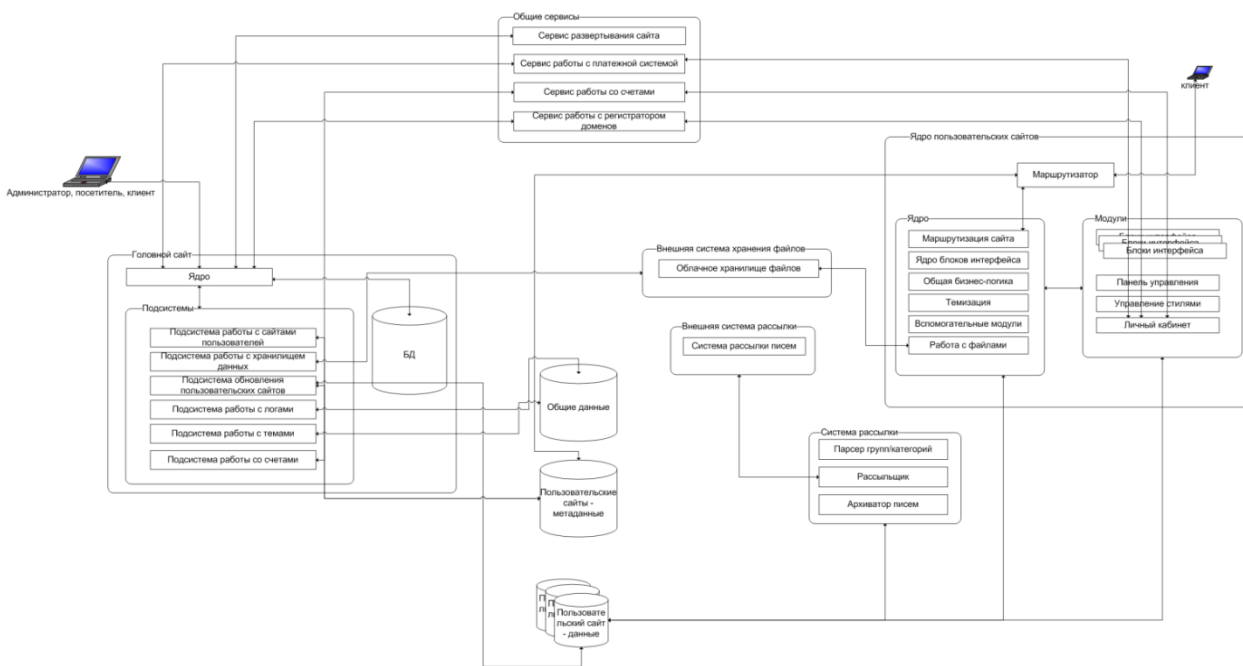 Общие сервисы
Сервис развертывания сайта
Сервис работы с платежной системой
Сервис работы со счетами
Сервис работы с регистратором
доменов
клиент
Администратор, посетитель, клиент
Ядро пользовательских сайтов
Маршрутизатор
Головной сайт
Ядро
Подсистемы
Подсистема работы с сайтами
пользователей
Подсистема работы с хранилищем
данных
Подсистема обновления
пользовательских сайтов
Подсистема работы с логами
Подсистема работы с темами
Подсистема работы со счетами
БД
Внешняя система хранения файлов
Облачное хранилище файлов
Внешняя система рассылки
Система рассылки писем
Ядро
Маршрутизация сайта
Ядро блоков интерфейса
Общая бизнес-логика
Темизация
Вспомогательные модули
Работа с файлами
Модули
Блоки интерфейса
Панель управления
Управление стилями
Личный кабинет
Общие данные
Пользовательские
сайты -
метаданные
Система рассылки
Парсер групп/категорий
Рассыльщик
Архиватор писем
Пользовате
льский сайт
- данные